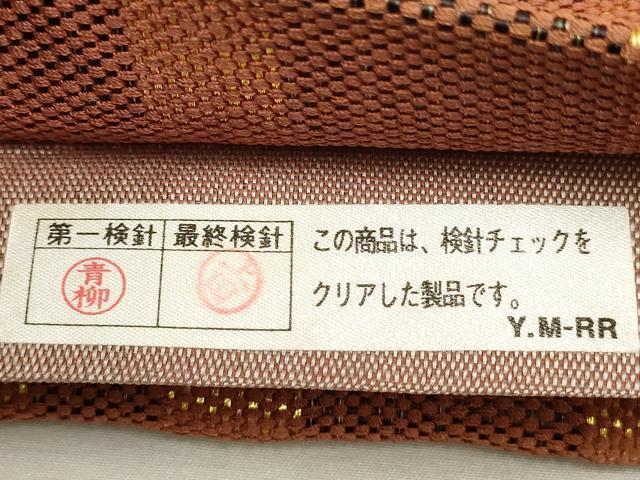 第一検針 最終検針
青柳
この商品は、検針チェックを
クリアした製品です。
Y.M-RR